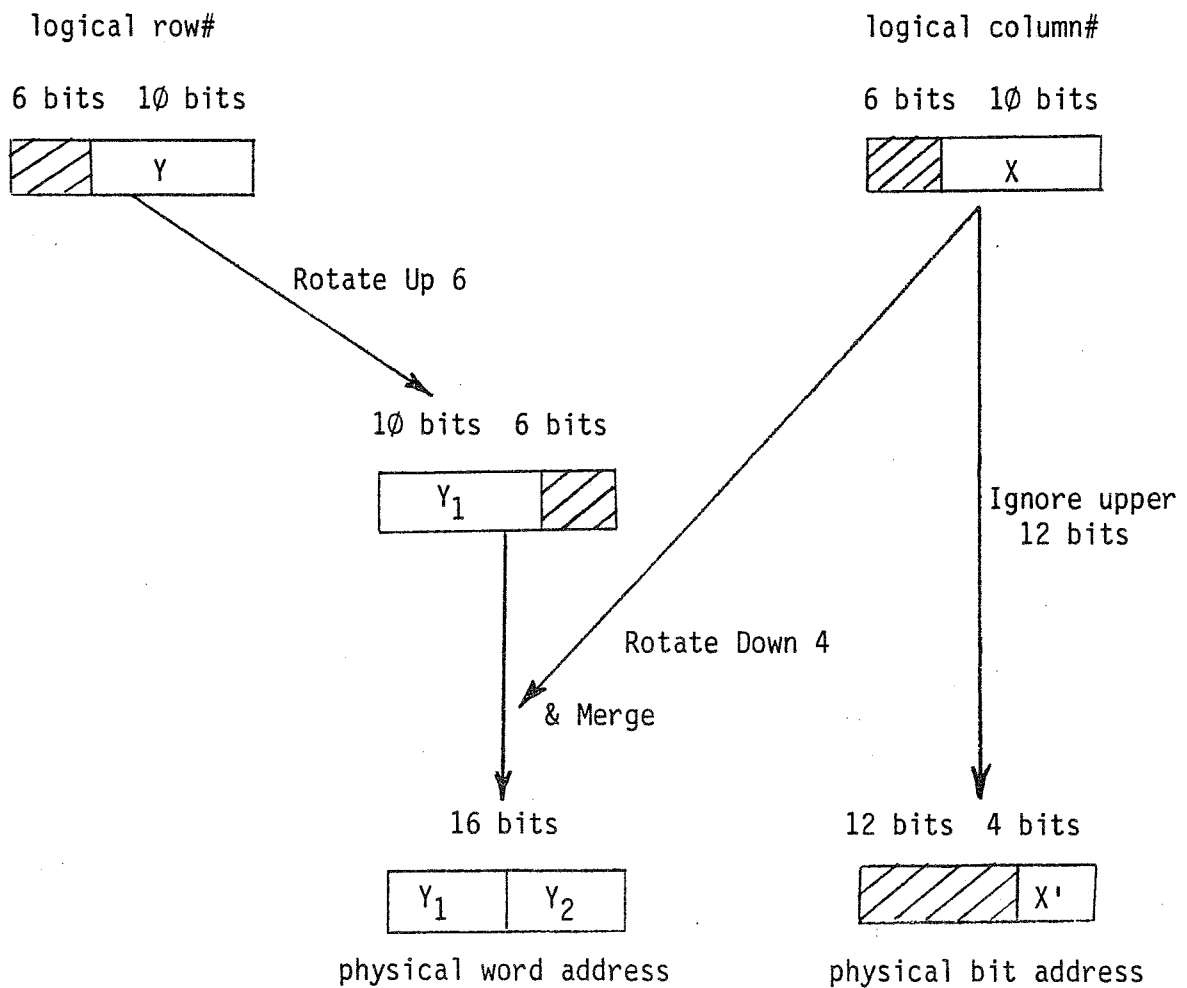 logical row#
logical column#
6 bits 1Ø bits
6 bits 1Ø bits
Y
X
Rotate Up 6
1Ø bits 6 bits
Y₁
Ignore upper
12 bits
Rotate Down 4
& Merge
16 bits
12 bits 4 bits
Y₁ Y₂
X'
physical word address
physical bit address